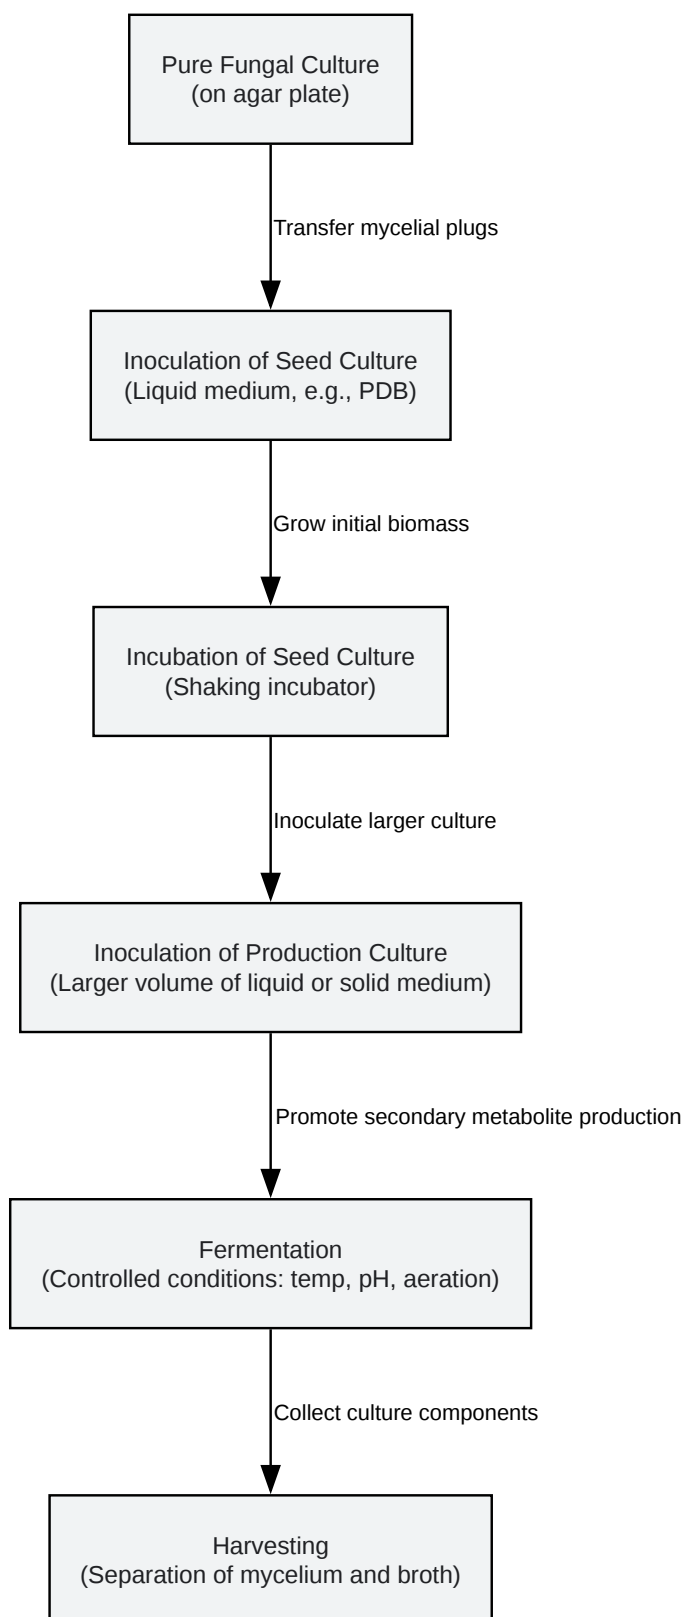 Pure Fungal Culture
(on agar plate)
Transfer mycelial plugs
Inoculation of Seed Culture
(Liquid medium, e.g., PDB)
Grow initial biomass
Incubation of Seed Culture
(Shaking incubator)
Inoculate larger culture
Inoculation of Production Culture
(Larger volume of liquid or solid medium)
Promote secondary metabolite production
Fermentation
(Controlled conditions: temp, pH, aeration)
Collect culture components
Harvesting
(Separation of mycelium and broth)